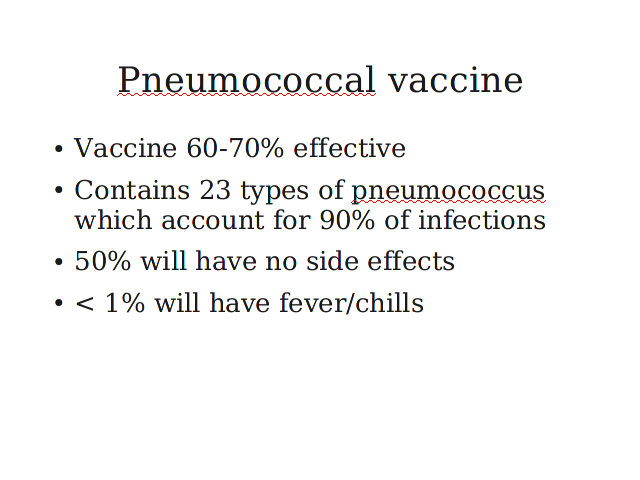 Pneumococcal vaccine
• Vaccine 60-70% effective
• Contains 23 types of pneumococcus
which account for 90% of infections
• 50% will have no side effects
• < 1% will have fever/chills